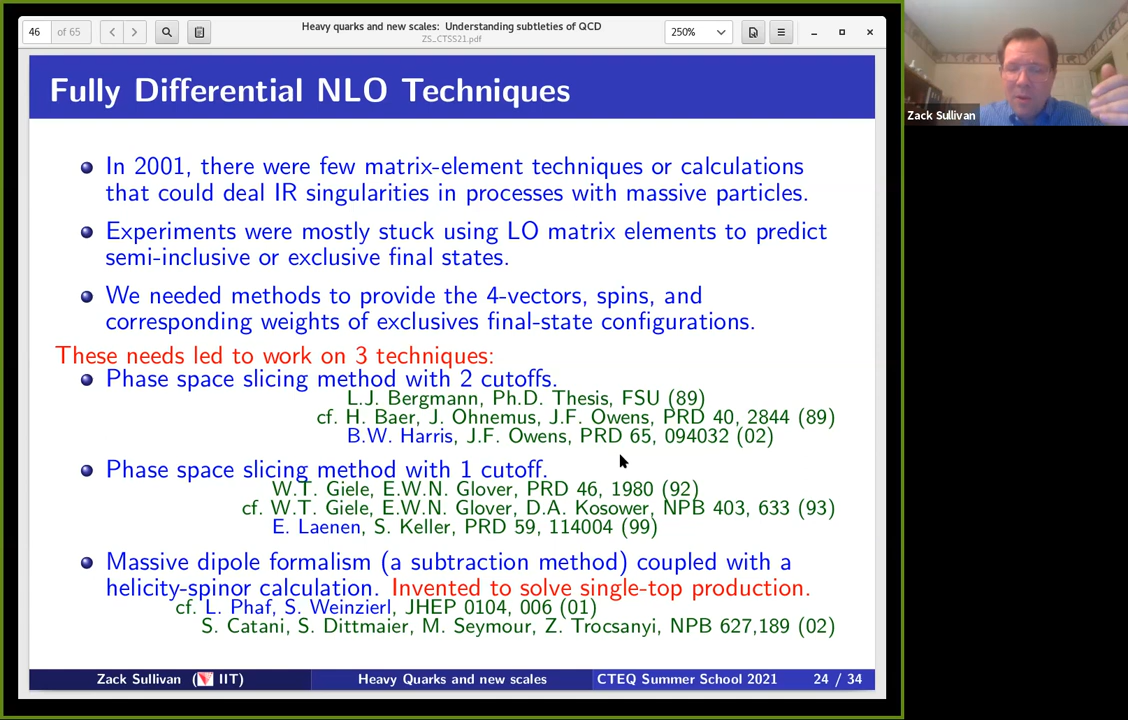 46 of 65
Heavy quarks and new scales: Understanding subtleties of QCD
ZS_CTSS21.pdf
250%
Zack Sullivan
Fully Differential NLO Techniques
In 2001, there were few matrix-element techniques or calculations
that could deal IR singularities in processes with massive particles.
Experiments were mostly stuck using LO matrix elements to predict
semi-inclusive or exclusive final states.
We needed methods to provide the 4-vectors, spins, and
corresponding weights of exclusives final-state configurations.
These needs led to work on 3 techniques:
Phase space slicing method with 2 cutoffs.
L.J. Bergmann, Ph.D. Thesis, FSU (89)
cf. H. Baer, J. Ohnemus, J.F. Owens, PRD 40, 2844 (89)
B.W. Harris, J.F. Owens, PRD 65, 094032 (02)
Phase space slicing method with 1 cutoff.
W.T. Giele, E.W.N. Glover, PRD 46, 1980 (92)
cf. W.T. Giele, E.W.N. Glover, D.A. Kosower, NPB 403, 633 (93)
E. Laenen, S. Keller, PRD 59, 114004 (99)
Massive dipole formalism (a subtraction method) coupled with a
helicity-spinor calculation. Invented to solve single-top production.
cf. L. Phaf, S. Weinzierl, JHEP 0104, 006 (01)
S. Catani, S. Dittmaier, M. Seymour, Z. Trocsanyi, NPB 627,189 (02)
Zack Sullivan ( IIT) Heavy Quarks and new scales CTEQ Summer School 2021 24 / 34